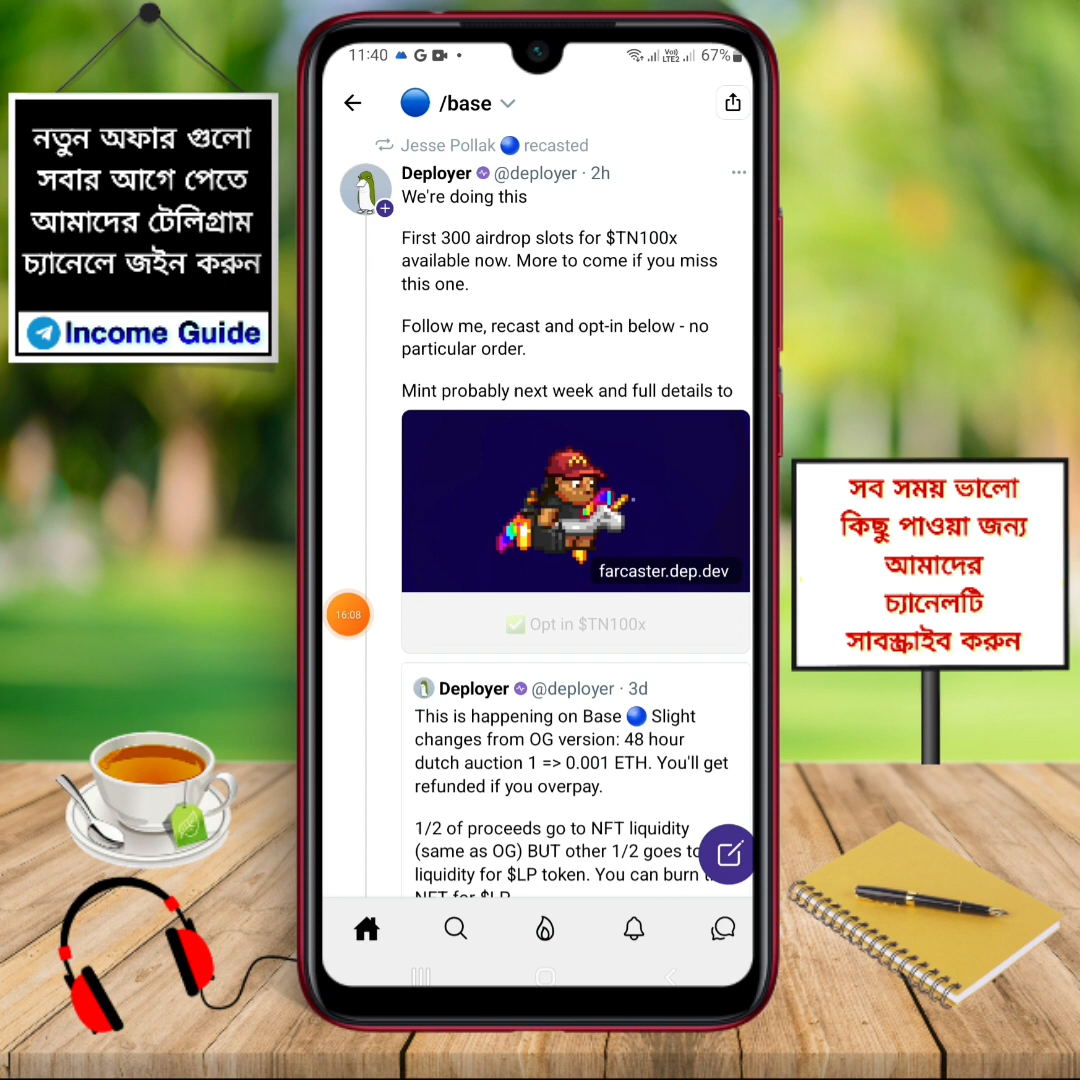 নতুন অফার গুলো
সবার আগে পেতে
আমাদের টেলিগ্রাম
চ্যানেলে জইন করুন
Income Guide
11:40
Vo))
LTE2
67%
/base
Jesse Pollak recasted
Deployer @deployer · 2h
We're doing this
First 300 airdrop slots for $TN100x
available now. More to come if you miss
this one.
Follow me, recast and opt-in below - no
particular order.
Mint probably next week and full details to
farcaster.dep.dev
16:08
✅ Opt in $TN100x
Deployer @deployer · 3d
This is happening on Base 🔵 Slight
changes from OG version: 48 hour
dutch auction 1 => 0.001 ETH. You'll get
refunded if you overpay.
1/2 of proceeds go to NFT liquidity
(same as OG) BUT other 1/2 goes to
liquidity for $LP token. You can burn
NFT for $LP
সব সময় ভালো
কিছু পাওয়া জন্য
আমাদের
চ্যানেলটি
সাবস্ক্রাইব করুন